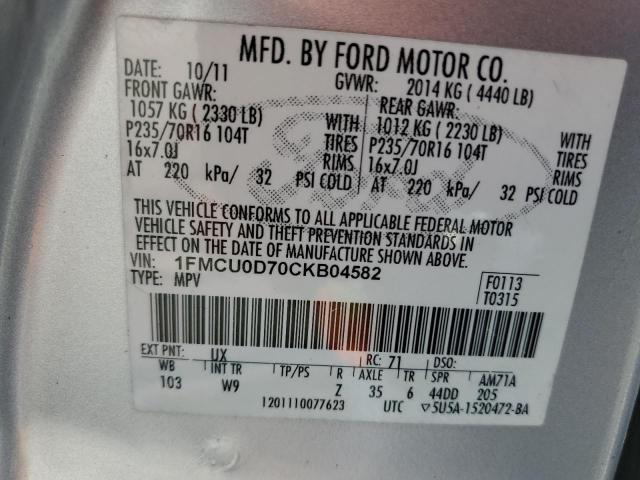 MFD. BY FORD MOTOR CO.
DATE: 10/11 GVWR: 2014 KG ( 4440 LB)
FRONT GAWR: REAR GAWR:
1057 KG ( 2330 LB) WITH 1012 KG ( 2230 LB) WITH
P235/70R16 104T TIRES P235/70R16 104T TIRES
16x7.0J RIMS 16x7.0J RIMS
AT 220 kPa/ 32 PSI COLD AT 220 kPa/ 32 PSI COLD
THIS VEHICLE CONFORMS TO ALL APPLICABLE FEDERAL MOTOR
VEHICLE SAFETY AND THEFT PREVENTION STANDARDS IN
EFFECT ON THE DATE OF MANUFACTURE SHOWN ABOVE.
VIN: 1FMCU0D70CKB04582
TYPE: MPV
F0113
T0315
EXT PNT: UX RC: 71 DSO:
WB INT TR TP/PS R AXLE TR SPR AM71A
103 W9 Z 35 6 44DD 205
1201110077623 UTC ▽5U5A-1520472-BA
Ford